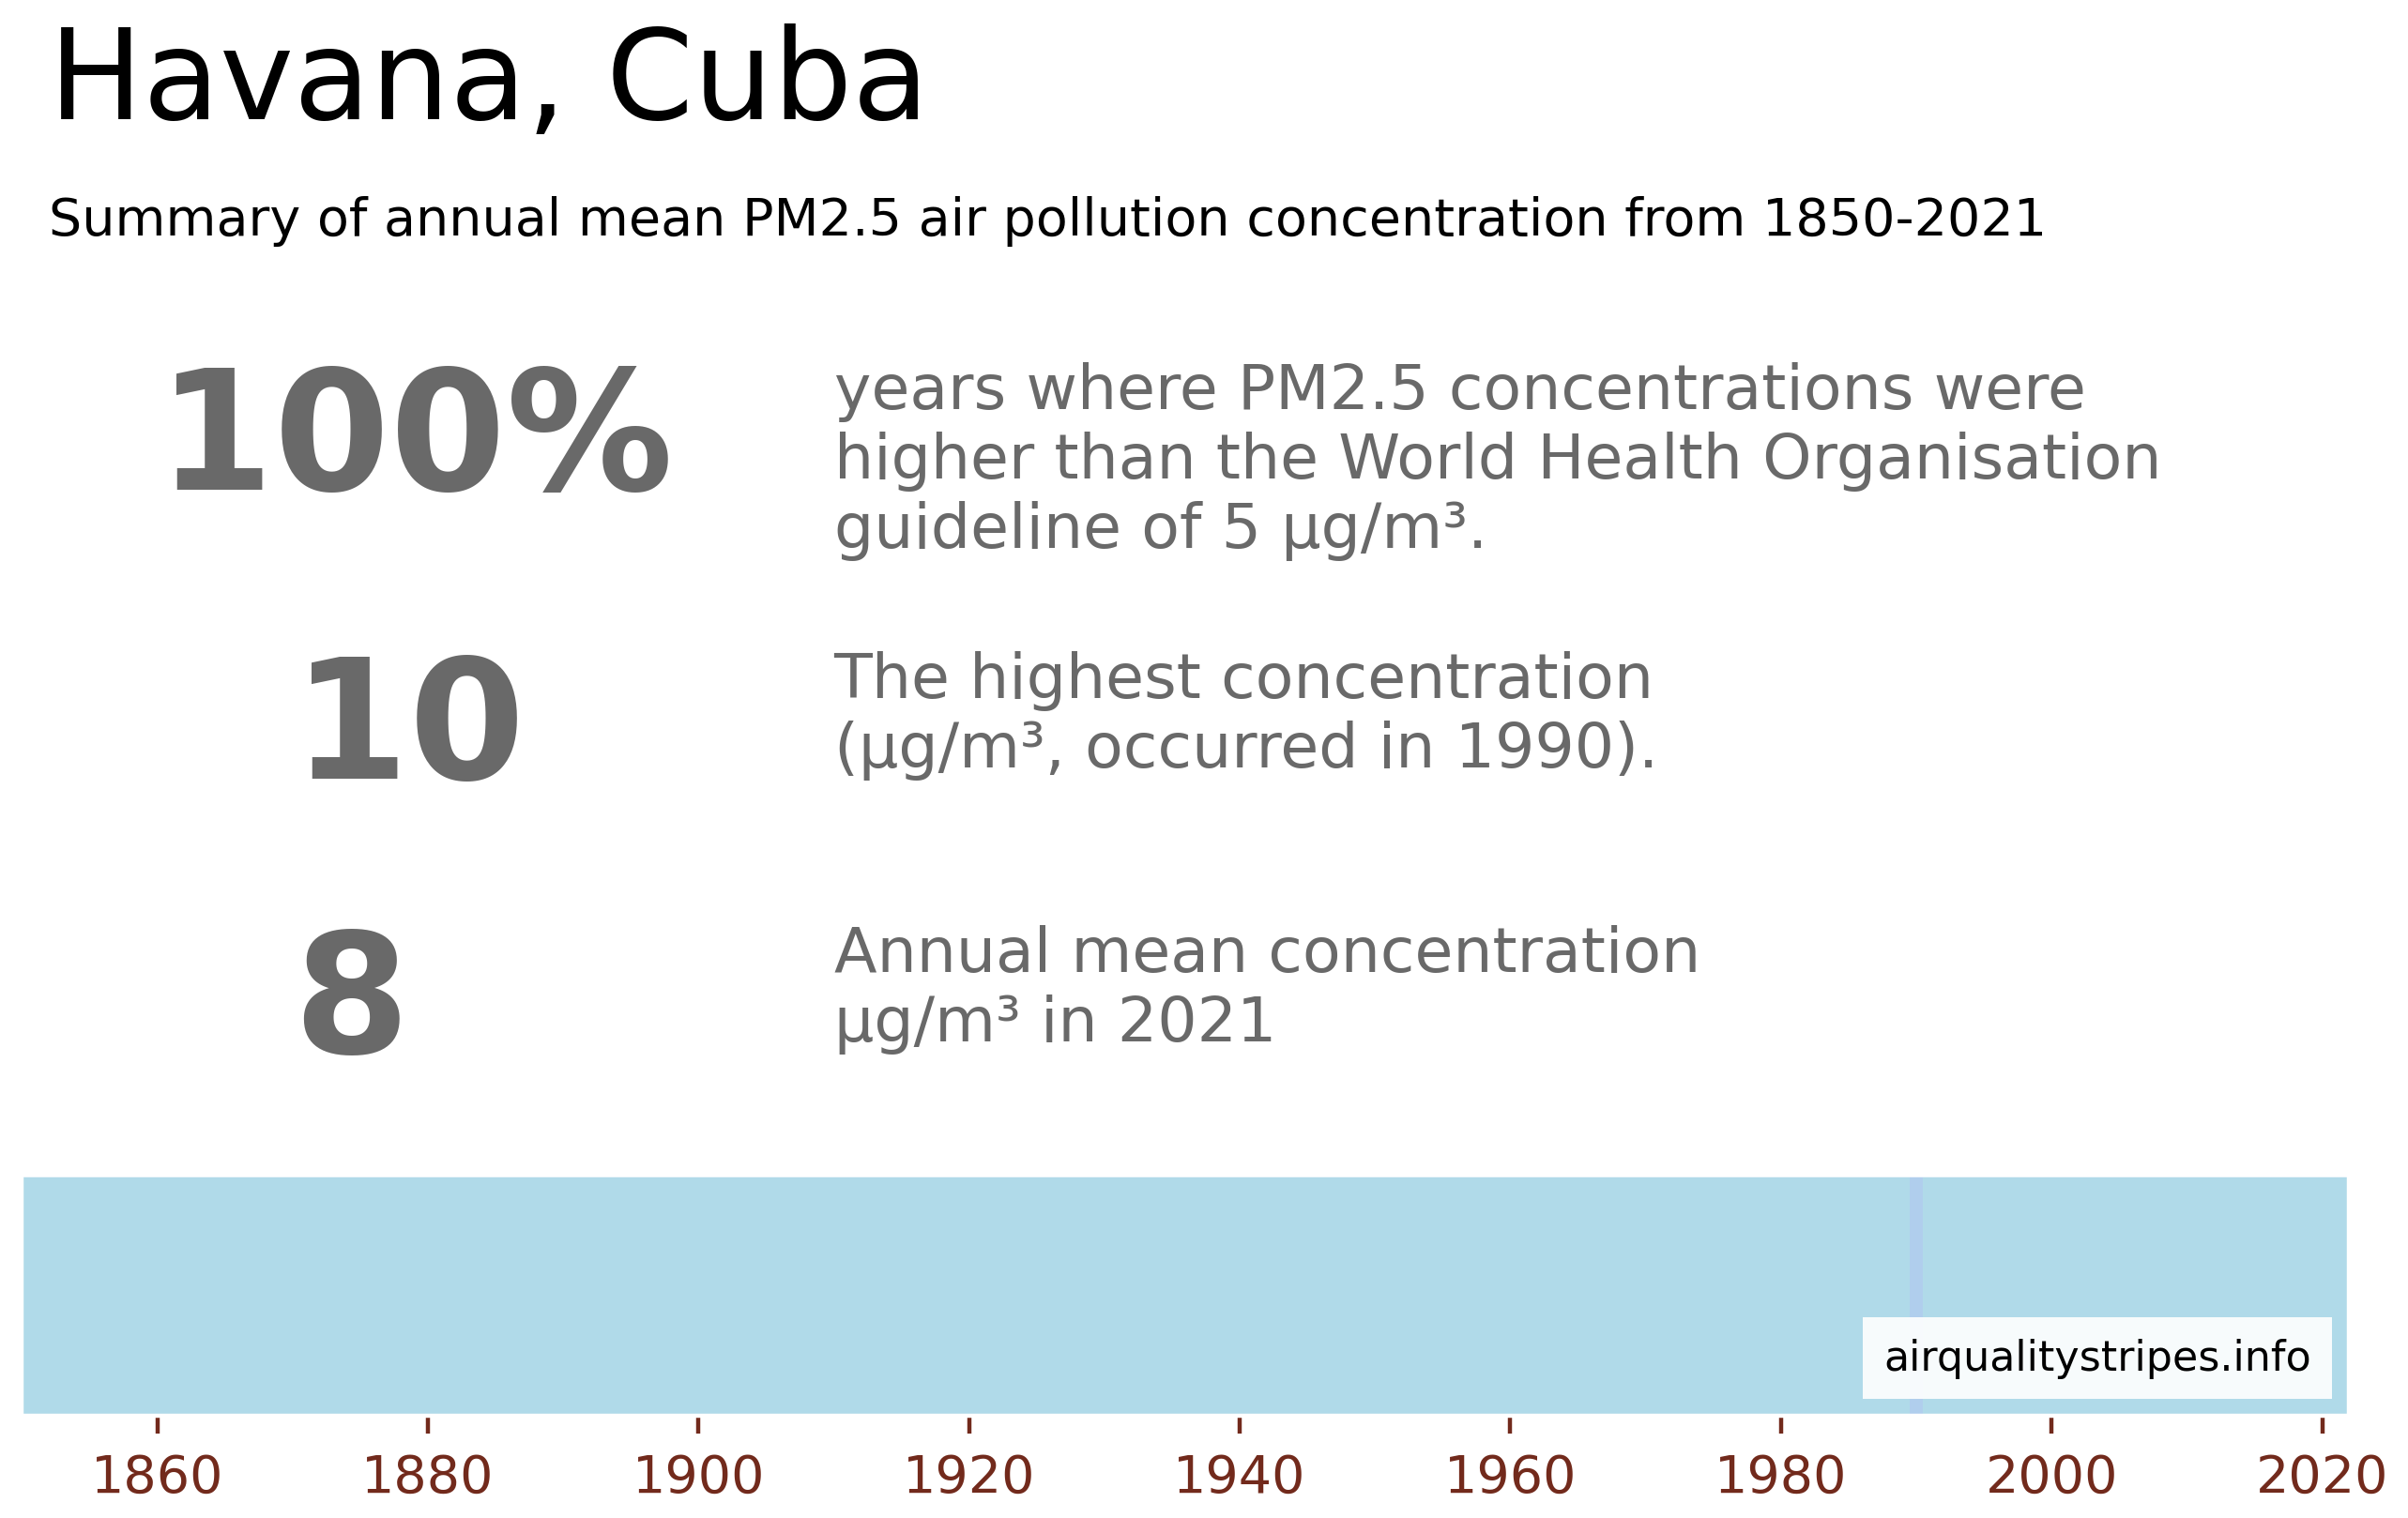 Havana, Cuba
Summary of annual mean PM2.5 air pollution concentration from 1850-2021
100%
years where PM2.5 concentrations were
higher than the World Health Organisation
guideline of 5 µg/m³.
10
The highest concentration
(µg/m³, occurred in 1990).
8
Annual mean concentration
µg/m³ in 2021
airqualitystripes.info
1860 1880 1900 1920 1940 1960 1980 2000 2020